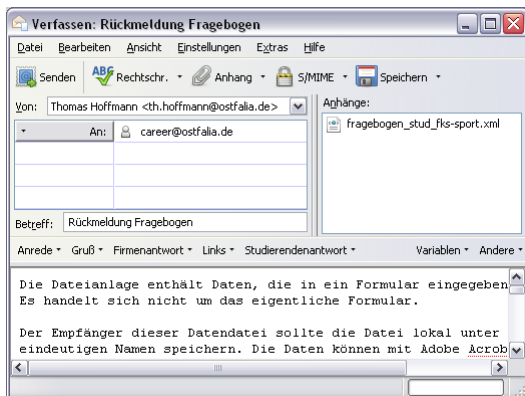 Verfassen: Rückmeldung Fragebogen
Datei Bearbeiten Ansicht Einstellungen Extras Hilfe
Senden ABC Rechtschr. Anhang S/MIME Speichern
Von: Thomas Hoffmann <th.hoffmann@ostfalia.de>
An: career@ostfalia.de
Anhänge:
fragebogen_stud_fks-sport.xml
Betreff: Rückmeldung Fragebogen
Anrede Gruß Firmenantwort Links Studierendenantwort Variablen Andere
Die Dateianlage enthält Daten, die in ein Formular eingegeben
Es handelt sich nicht um das eigentliche Formular.
Der Empfänger dieser Datendatei sollte die Datei lokal unter
eindeutigen Namen speichern. Die Daten können mit Adobe Acrob